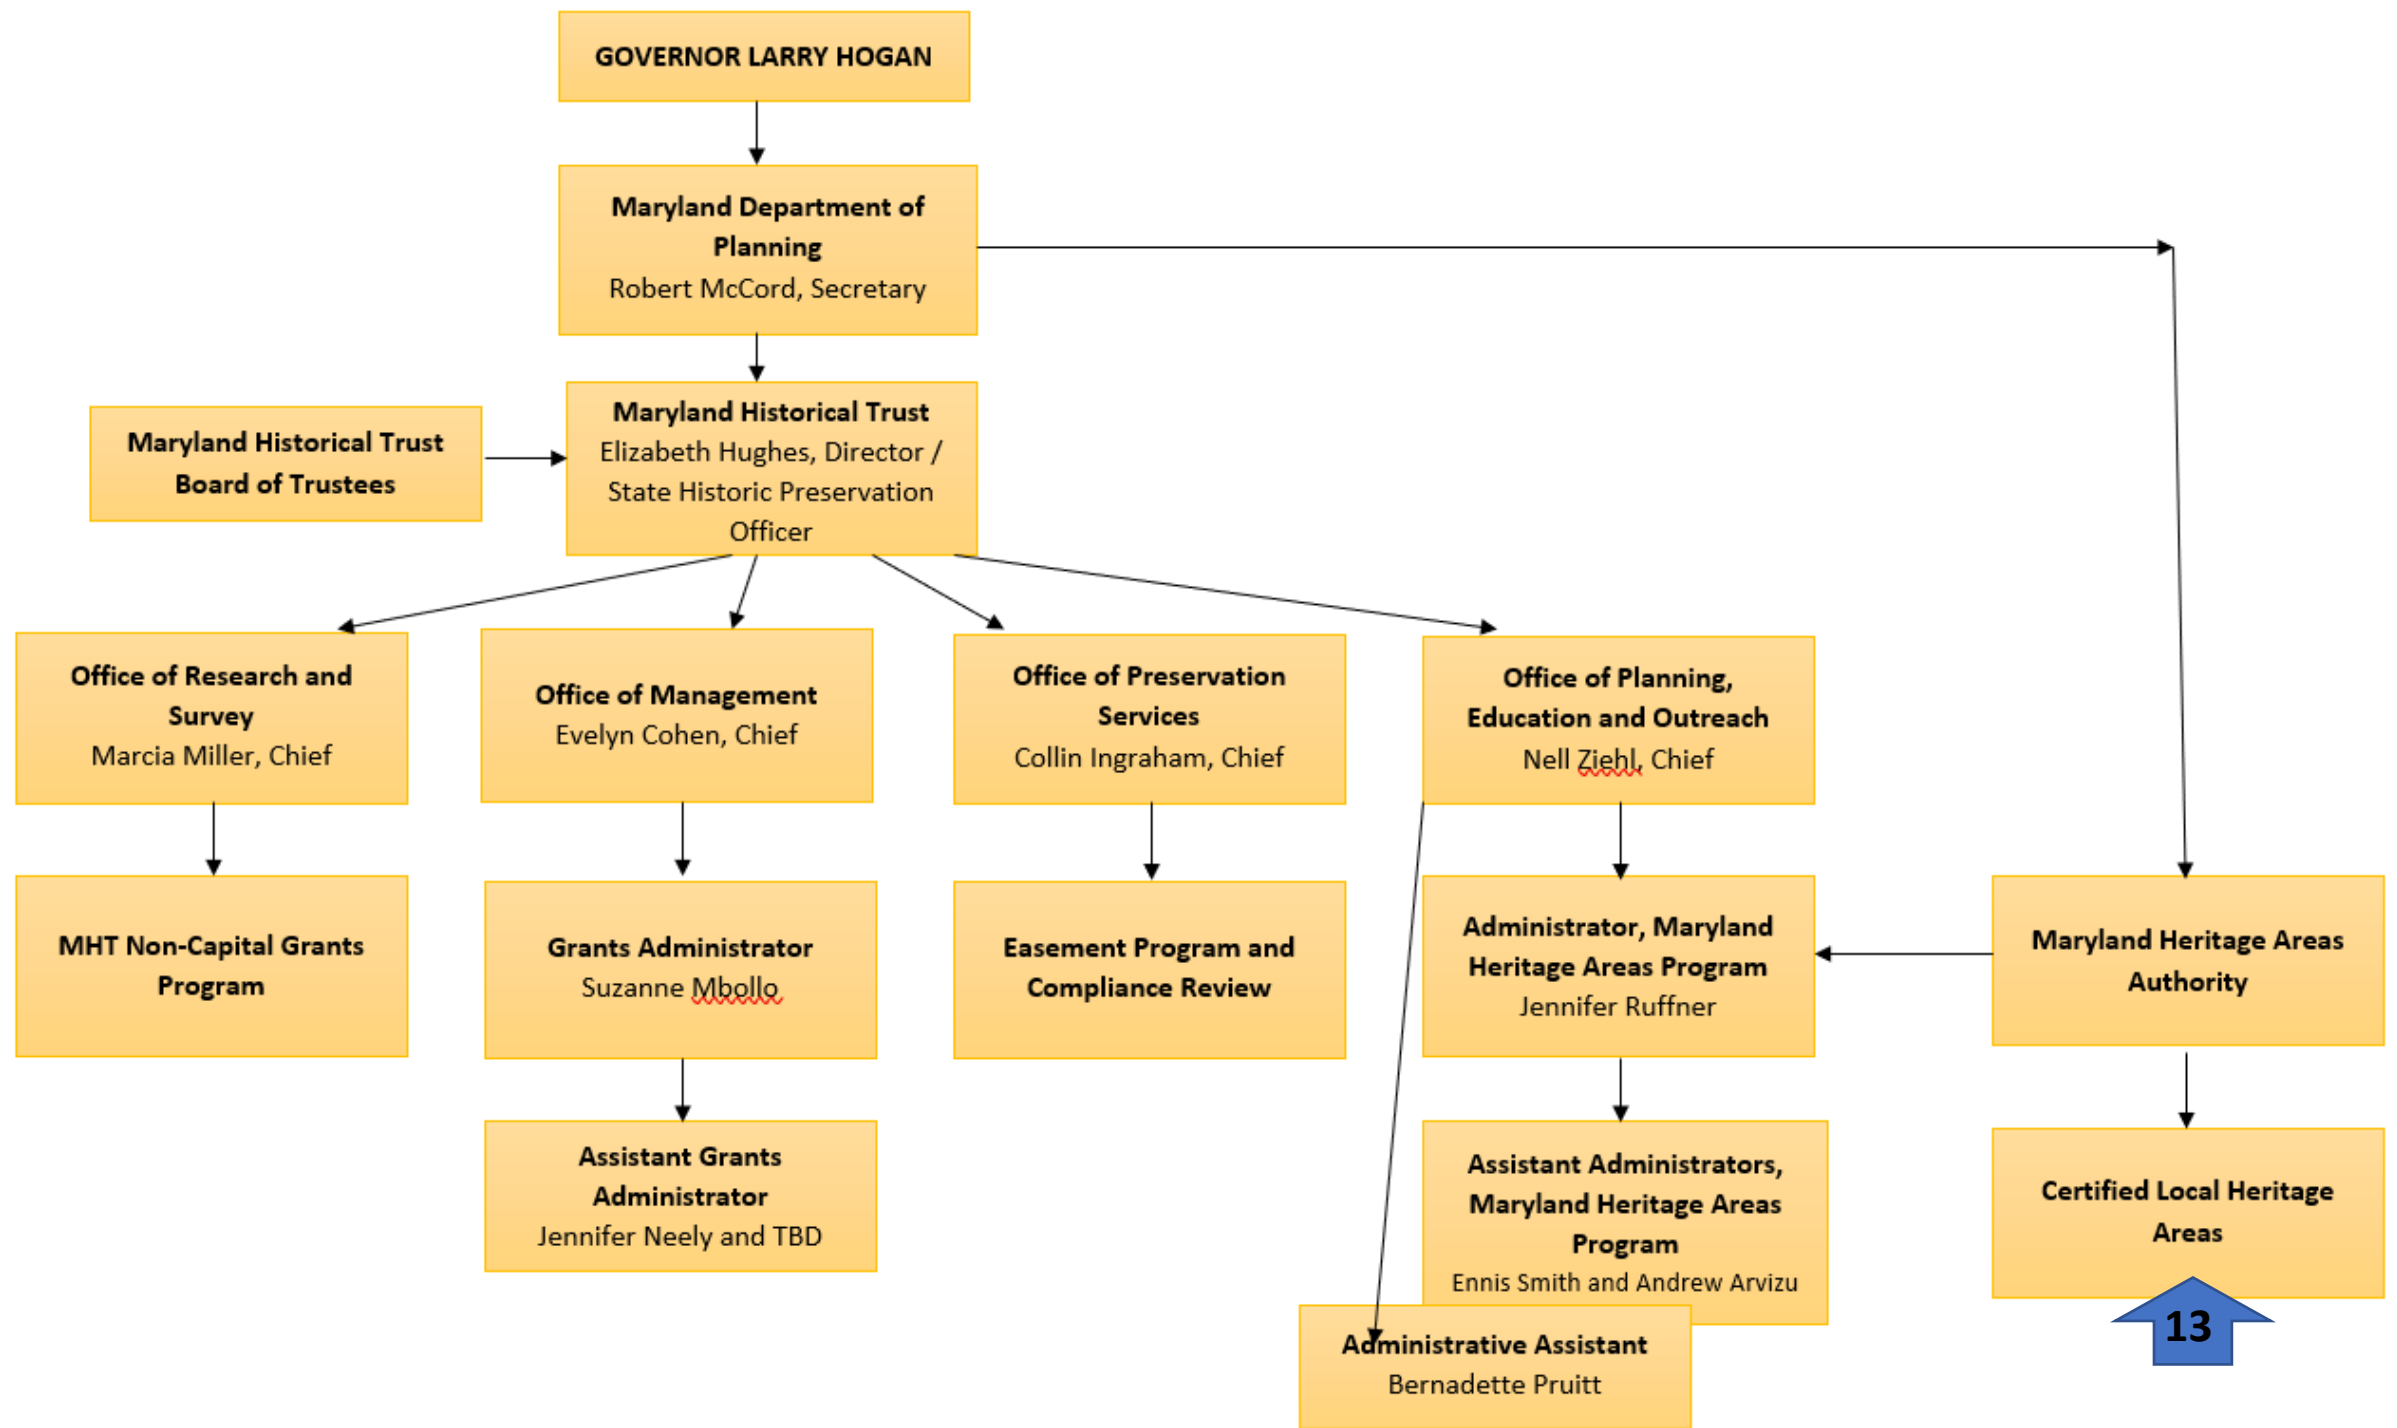 GOVERNOR LARRY HOGAN
Maryland Department of
Planning
Robert McCord, Secretary
Maryland Historical Trust
Board of Trustees
Maryland Historical Trust
Elizabeth Hughes, Director /
State Historic Preservation
Officer
Office of Research and
Survey
Marcia Miller, Chief
Office of Management
Evelyn Cohen, Chief
Office of Preservation
Services
Collin Ingraham, Chief
Office of Planning,
Education and Outreach
Nell Ziehl, Chief
MHT Non-Capital Grants
Program
Grants Administrator
Suzanne Mbollo
Easement Program and
Compliance Review
Administrator, Maryland
Heritage Areas Program
Jennifer Ruffner
Maryland Heritage Areas
Authority
Assistant Grants
Administrator
Jennifer Neely and TBD
Assistant Administrators,
Maryland Heritage Areas
Program
Ennis Smith and Andrew Arvizu
Certified Local Heritage
Areas
Administrative Assistant
Bernadette Pruitt
13